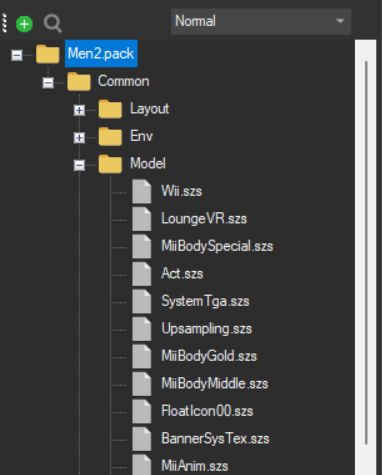 Normal
Men2.pack
Common
Layout
Env
Model
Wii.szs
LoungeVR.szs
MiiBodySpecial.szs
Act.szs
SystemTga.szs
Upsampling.szs
MiiBodyGold.szs
MiiBodyMiddle.szs
FloatIcon00.szs
BannerSysTex.szs
MiiAnim.szs